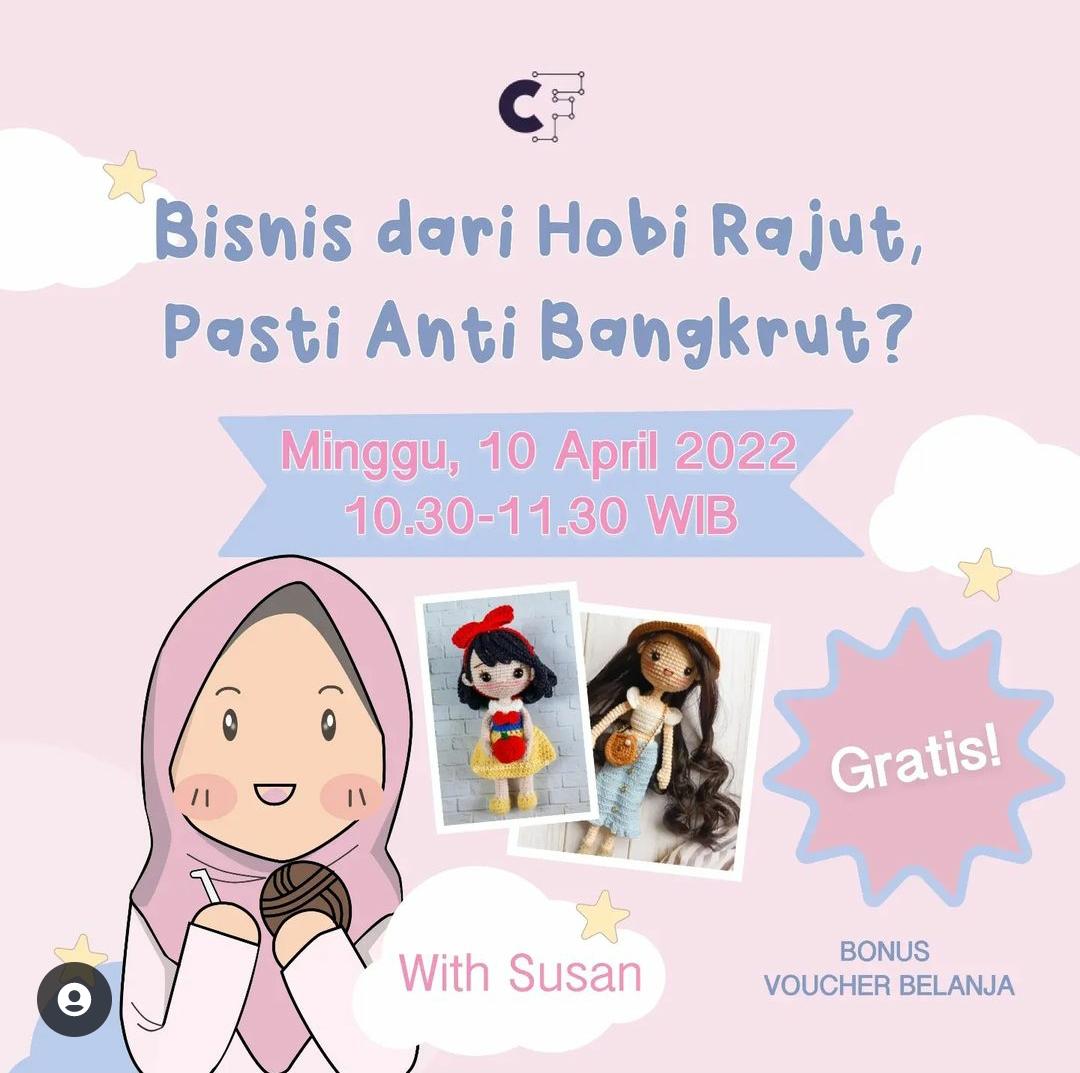 CF
Bisnis dari Hobi Rajut,
Pasti Anti Bangkrut?
Minggu, 10 April 2022
10.30-11.30 WIB
Gratis!
With Susan
BONUS
VOUCHER BELANJA